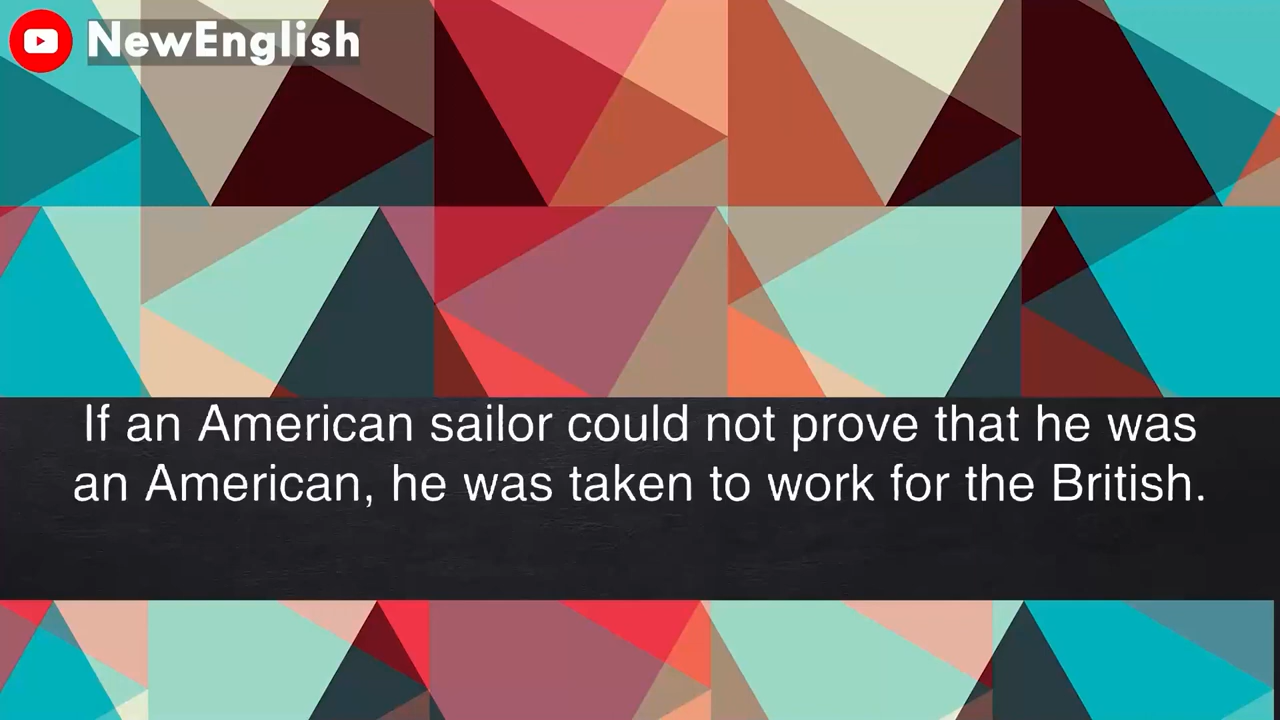 NewEnglish
If an American sailor could not prove that he was
an American, he was taken to work for the British.